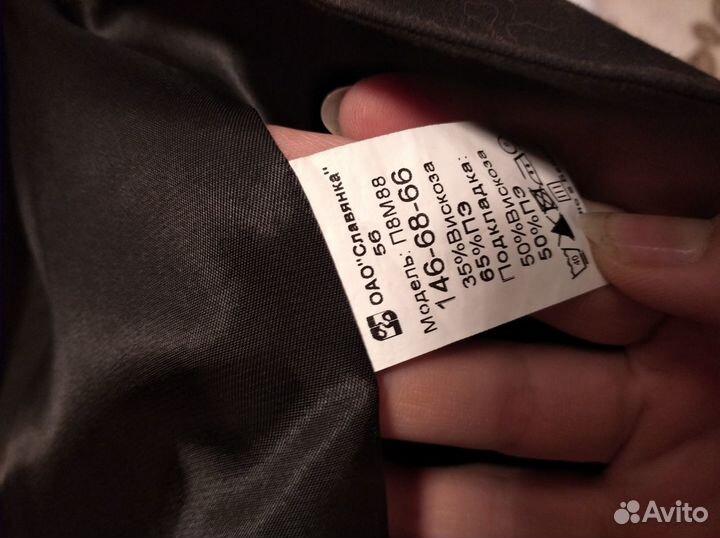 ОАО"Славянка"
56
Модель: П8М88
146-68-66
35%Вискоза
65%ПЭ
Подкладка:
50%Вискоза
50%ПЭ
40
Avito